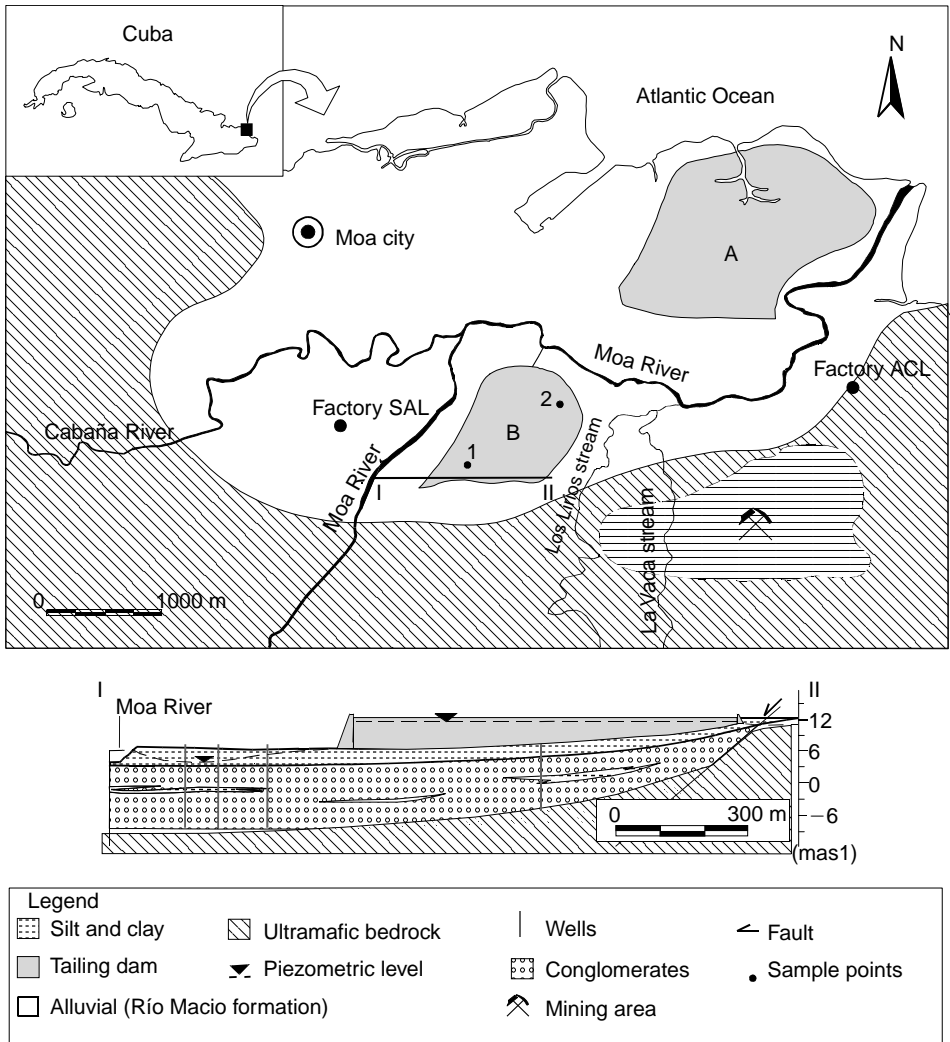 Cuba
N
Atlantic Ocean
Moa city
A
Moa River
Factory ACL
Factory SAL
2
B
Cabaña River
1
Moa River
I
II
Los Lirios stream
La Vaca stream
0 1000 m
I
II
Moa River
12
6
0
0 300 m
−6
(mas1)
Legend
Silt and clay
Ultramafic bedrock
Wells
Fault
Tailing dam
Piezometric level
Conglomerates
Sample points
Alluvial (Río Macio formation)
Mining area